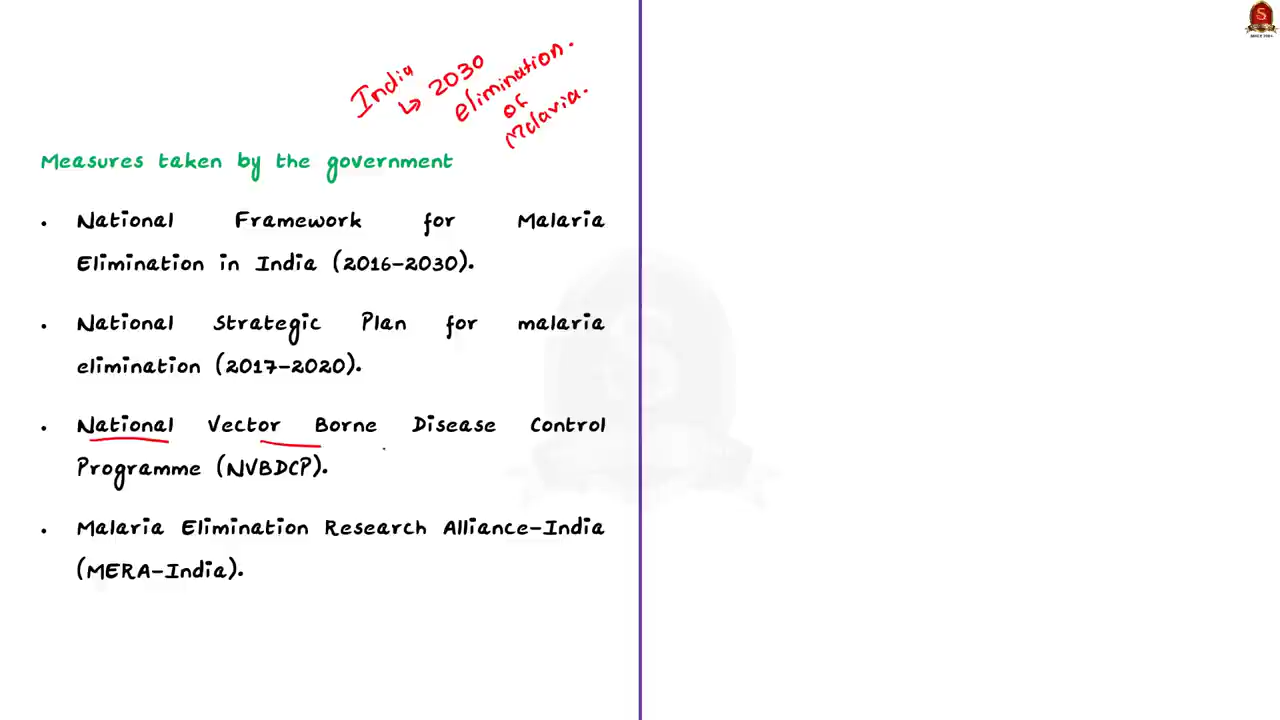 India
↳ 2030
elimination.
of
Malaria.
Measures taken by the government
• National Framework for Malaria
Elimination in India (2016-2030).
• National Strategic Plan for malaria
elimination (2017-2020).
• National Vector Borne Disease Control
Programme (NVBDCP).
• Malaria Elimination Research Alliance-India
(MERA-India).
S